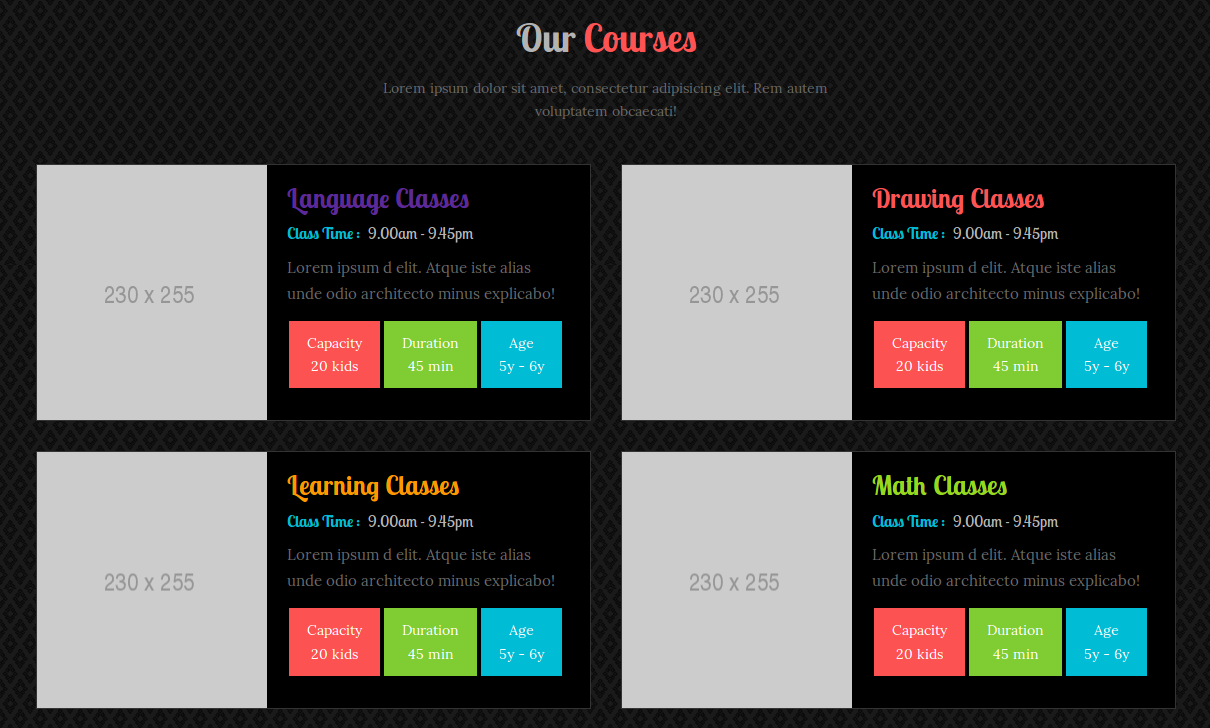 Our Courses
Lorem ipsum dolor sit amet, consectetur adipisicing elit. Rem autem
voluptatem obcaecati!
230 x 255
Language Classes
Class Time : 9.00am - 9.45pm
Lorem ipsum d elit. Atque iste alias
unde odio architecto minus explicabo!
Capacity
20 kids
Duration
45 min
Age
5y - 6y
230 x 255
Drawing Classes
Class Time : 9.00am - 9.45pm
Lorem ipsum d elit. Atque iste alias
unde odio architecto minus explicabo!
Capacity
20 kids
Duration
45 min
Age
5y - 6y
230 x 255
Learning Classes
Class Time : 9.00am - 9.45pm
Lorem ipsum d elit. Atque iste alias
unde odio architecto minus explicabo!
Capacity
20 kids
Duration
45 min
Age
5y - 6y
230 x 255
Math Classes
Class Time : 9.00am - 9.45pm
Lorem ipsum d elit. Atque iste alias
unde odio architecto minus explicabo!
Capacity
20 kids
Duration
45 min
Age
5y - 6y